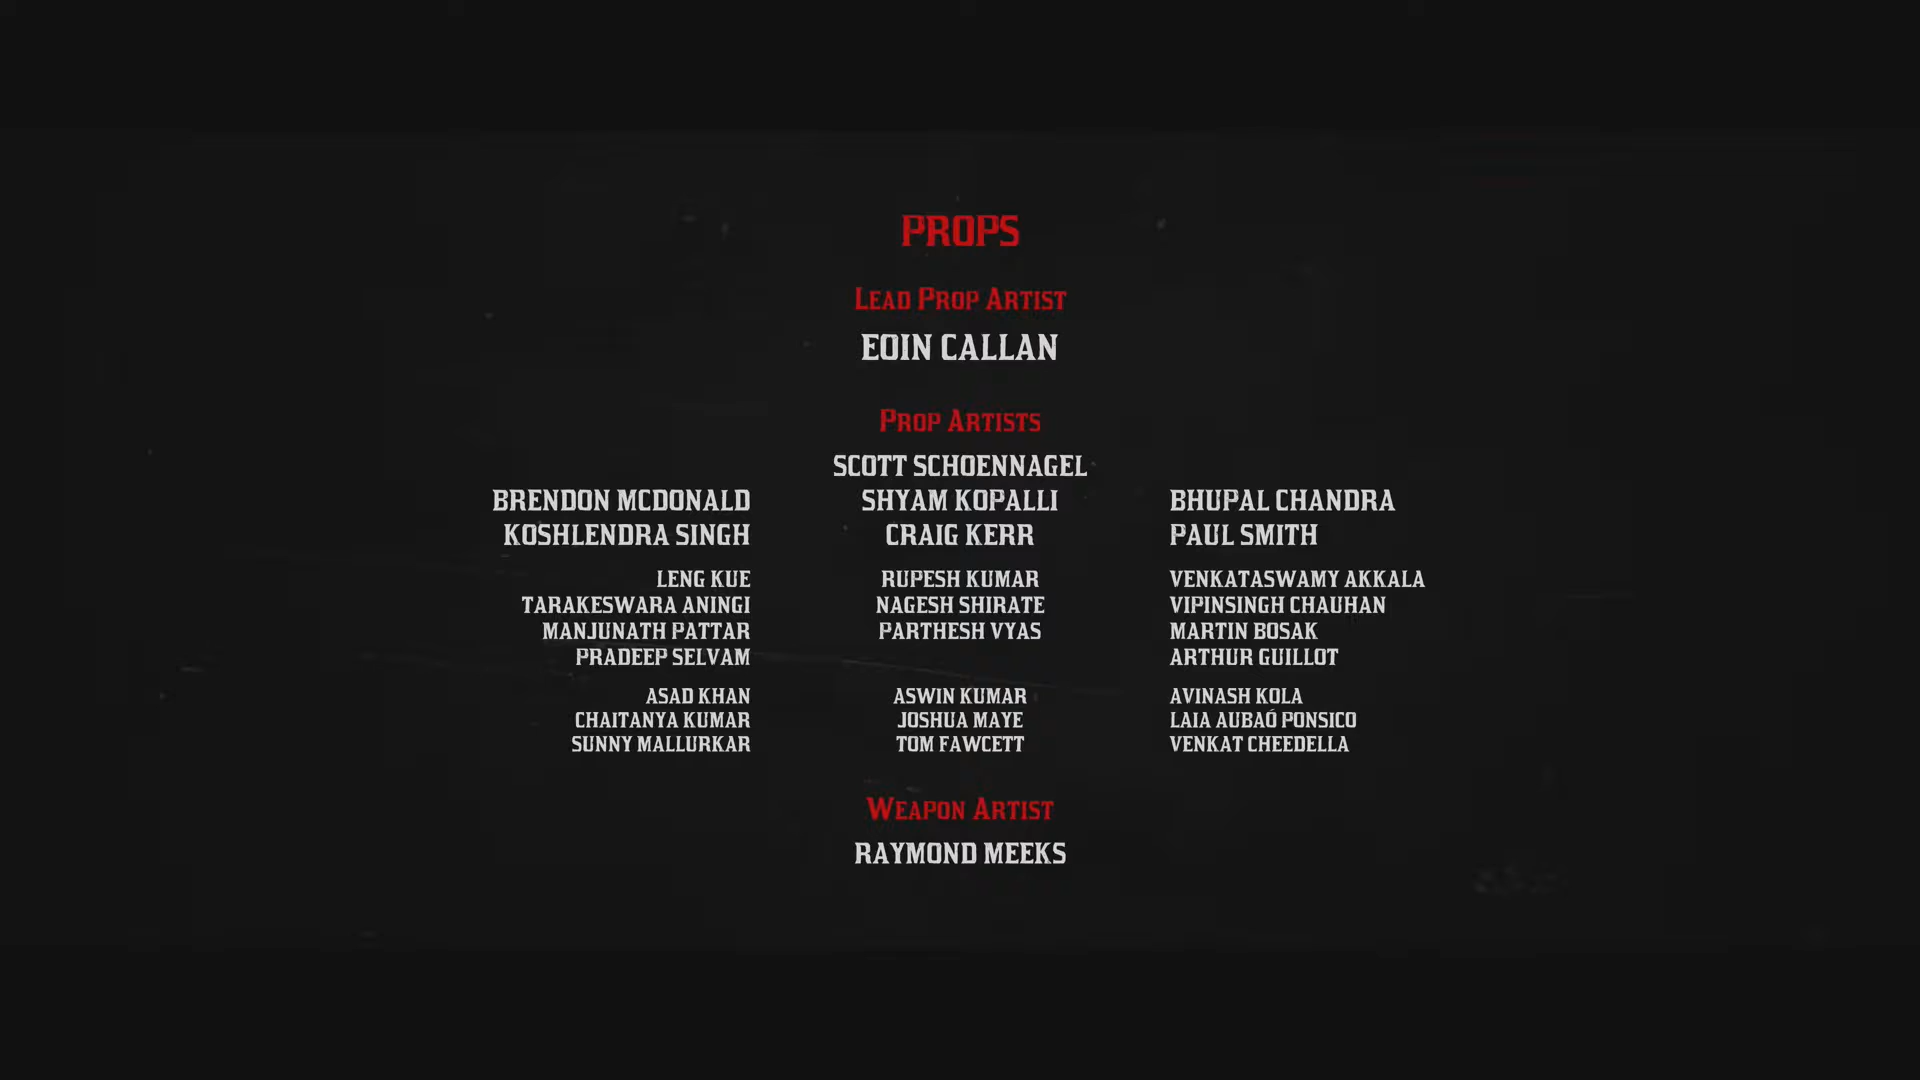 PROPS
LEAD PROP ARTIST
EOIN CALLAN
PROP ARTISTS
SCOTT SCHOENNAGEL
BRENDON MCDONALD SHYAM KOPALLI BHUPAL CHANDRA
KOSHLENDRA SINGH CRAIG KERR PAUL SMITH
LENG KUE RUPESH KUMAR VENKATASWAMY AKKALA
TARAKESWARA ANINGI NAGESH SHIRATE VIPINSINGH CHAUHAN
MANJUNATH PATTAR PARTHESH VYAS MARTIN BOSAK
PRADEEP SELVAM ARTHUR GUILLOT
ASAD KHAN ASWIN KUMAR AVINASH KOLA
CHAITANYA KUMAR JOSHUA MAYE LAIA AUBAÓ PONSICO
SUNNY MALLURKAR TOM FAWCETT VENKAT CHEEDELLA
WEAPON ARTIST
RAYMOND MEEKS